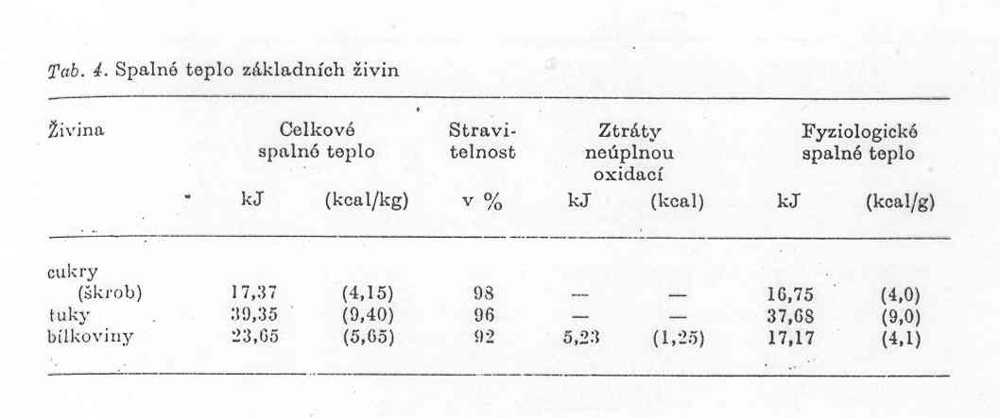 Tab. 4. Spalné teplo základních živin
Živina Celkové Stravi- Ztráty Fyziologické
spalné teplo telnost neúplnou spalné teplo
oxidací
kJ (kcal/kg) v % kJ (kcal) kJ (kcal/g)
cukry
(škrob) 17,37 (4,15) 98 — — 16,75 (4,0)
tuky 39,35 (9,40) 96 — — 37,68 (9,0)
bílkoviny 23,65 (5,65) 92 5,23 (1,25) 17,17 (4,1)